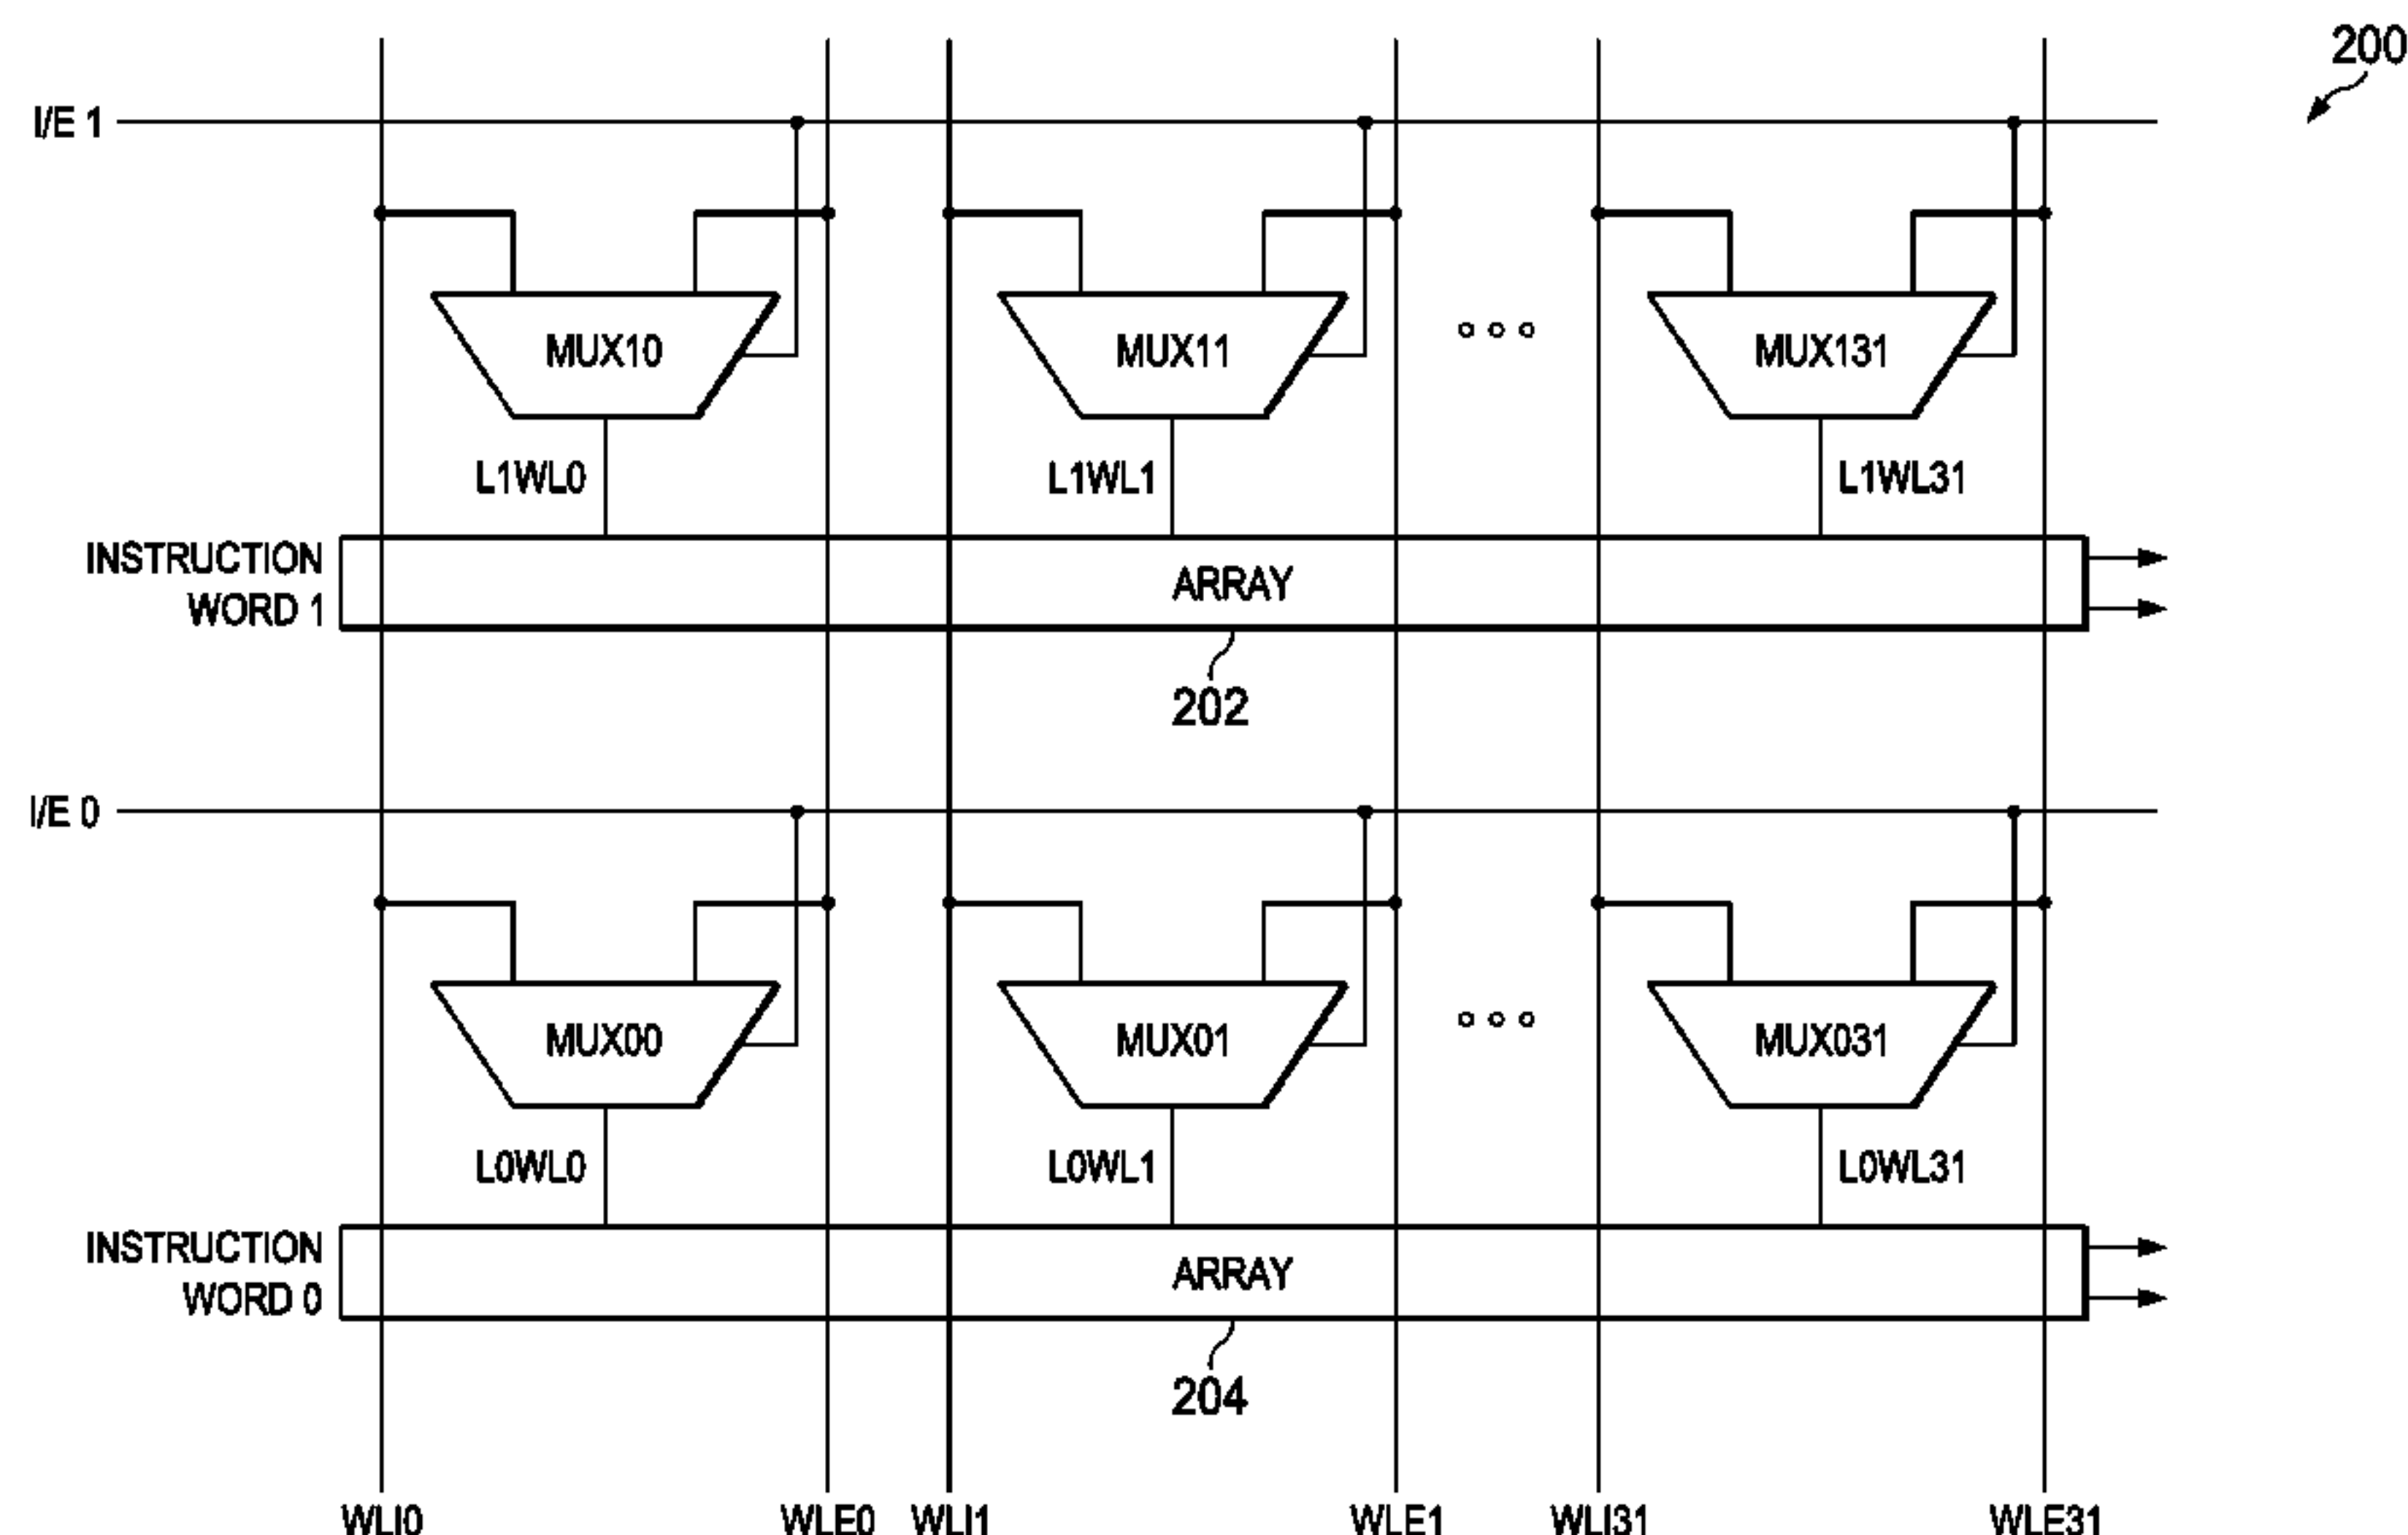 200
I/E 1
MUX10
MUX11
MUX131
L1WL0
L1WL1
L1WL31
INSTRUCTION
WORD 1
ARRAY
202
I/E 0
MUX00
MUX01
MUX031
L0WL0
L0WL1
L0WL31
INSTRUCTION
WORD 0
ARRAY
204
WLI0
WLE0
WLI1
WLE1
WLI31
WLE31